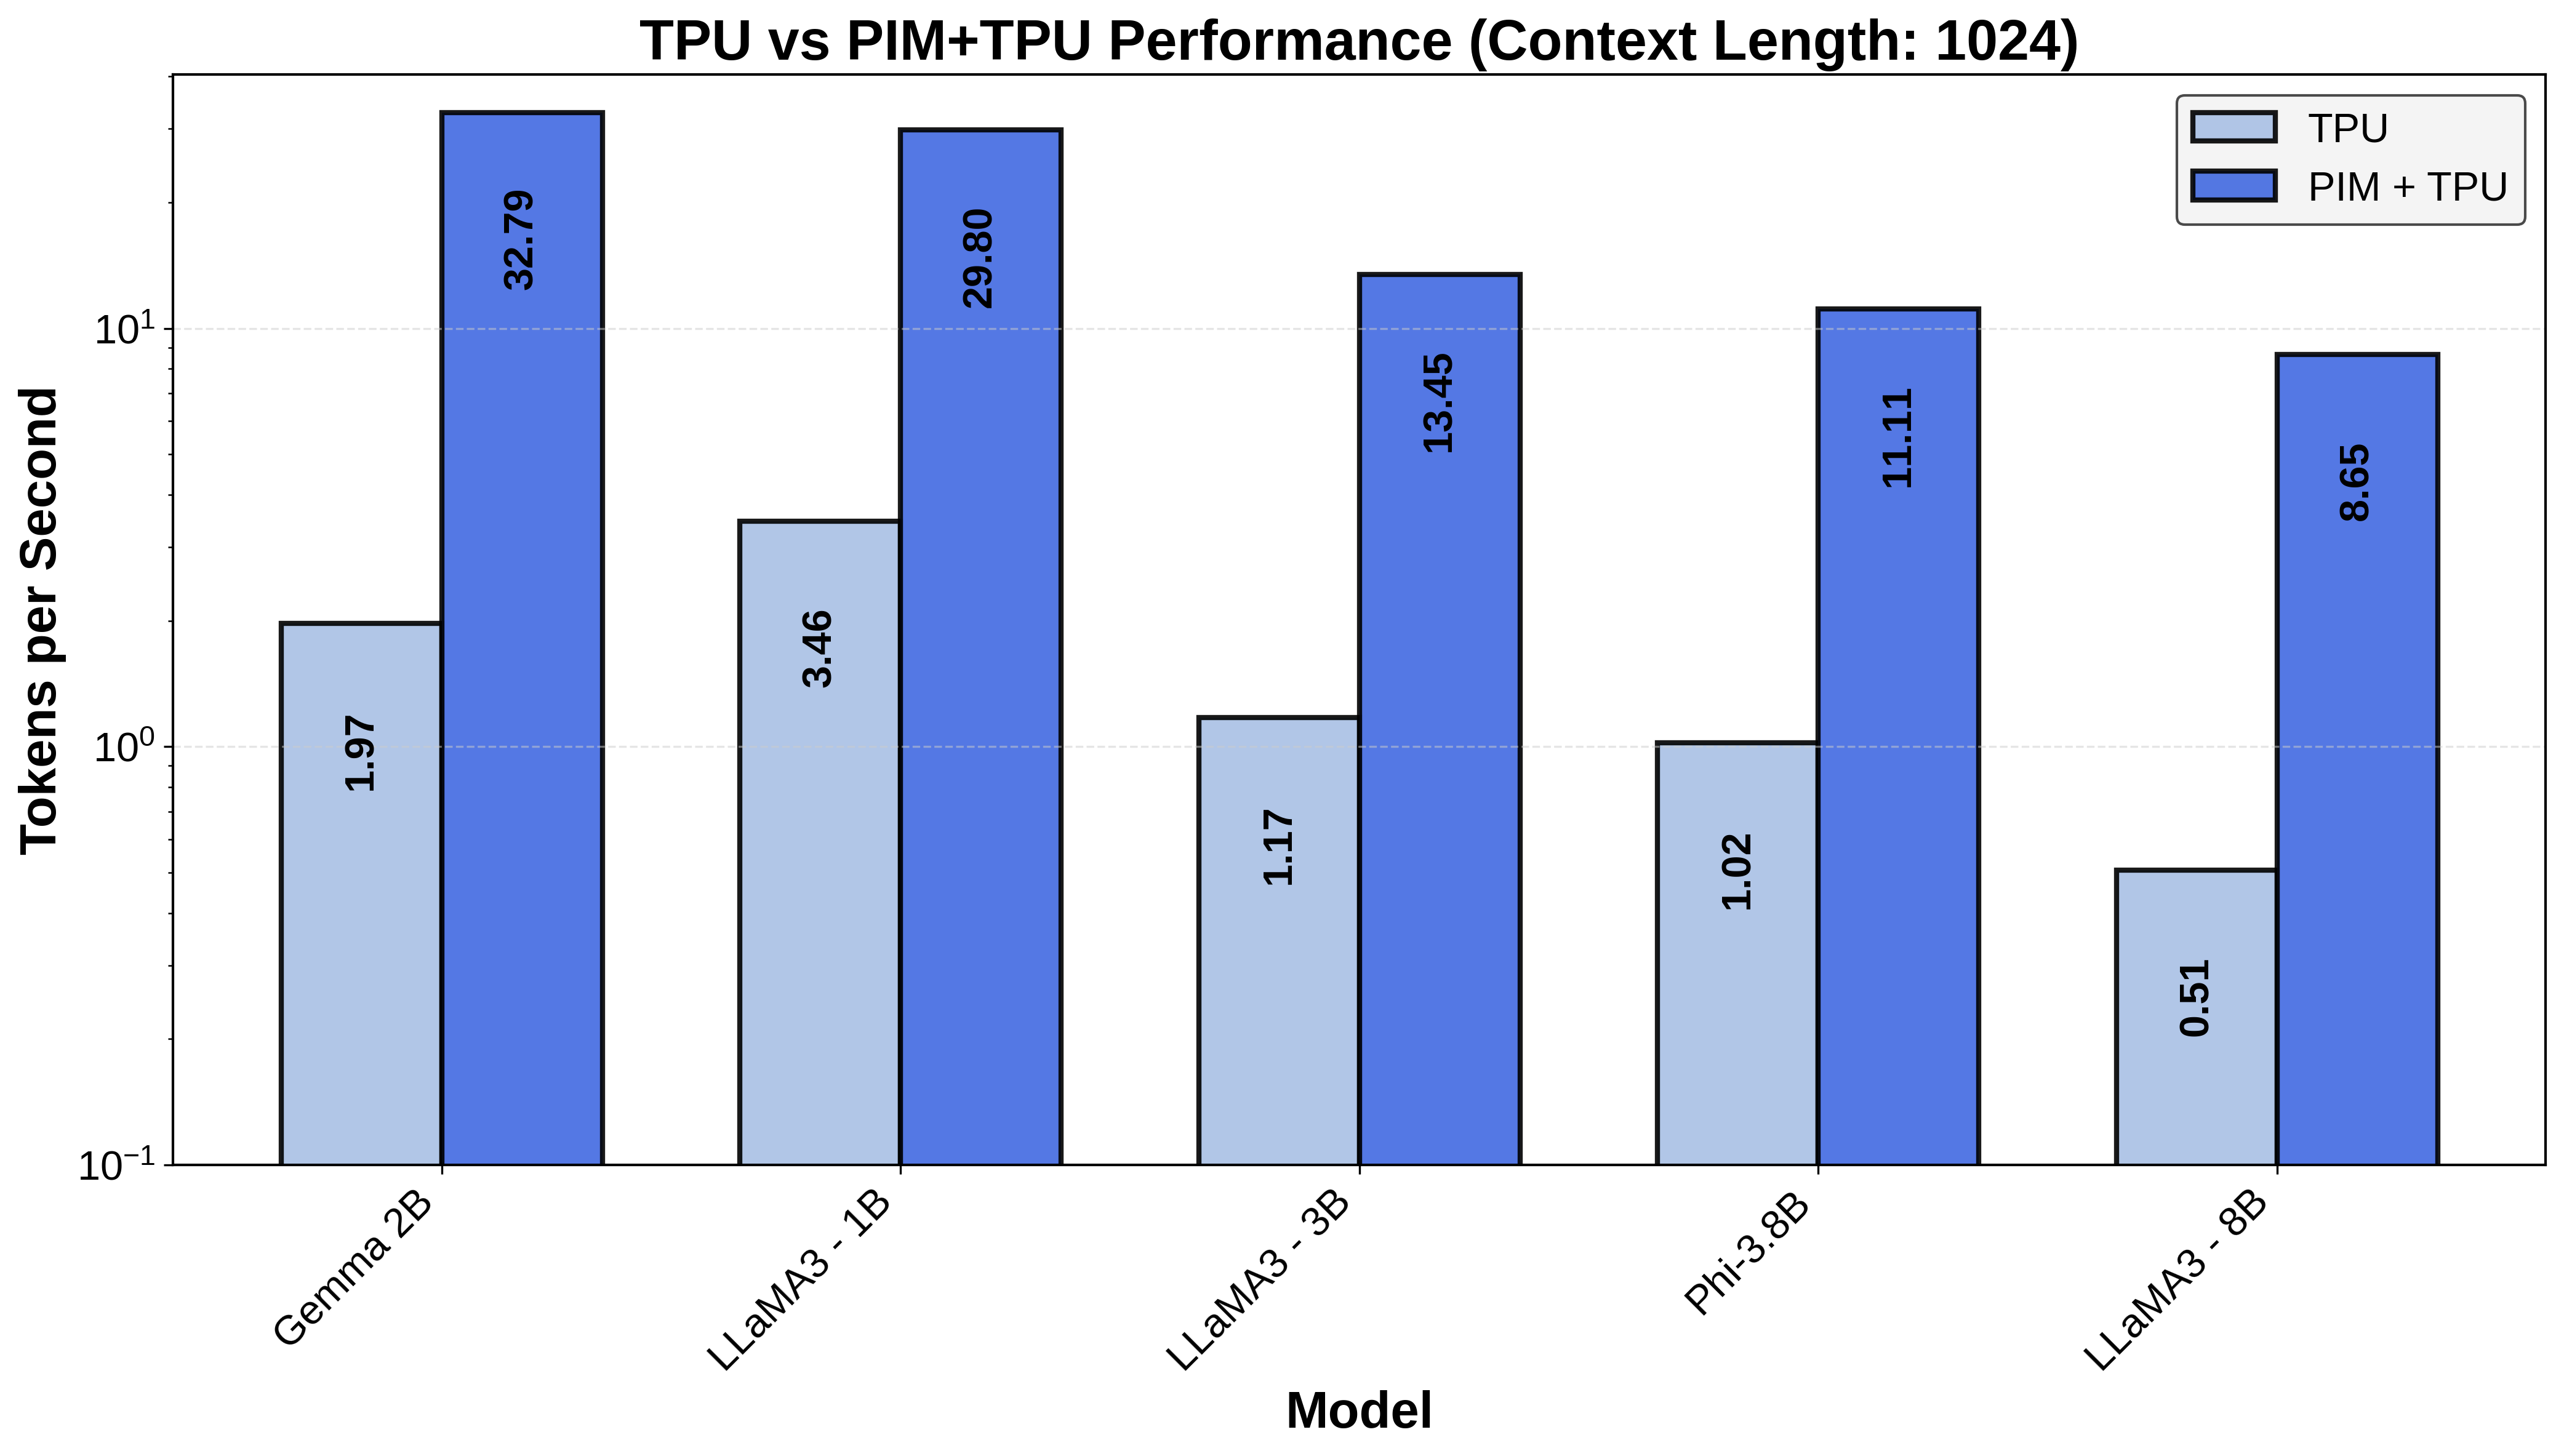 TPU vs PIM+TPU Performance (Context Length: 1024)
TPU
PIM + TPU
Tokens per Second
10¹
10⁰
10⁻¹
1.97
32.79
3.46
29.80
1.17
13.45
1.02
11.11
0.51
8.65
Gemma 2B
LLaMA3 - 1B
LLaMA3 - 3B
Phi-3.8B
LLaMA3 - 8B
Model